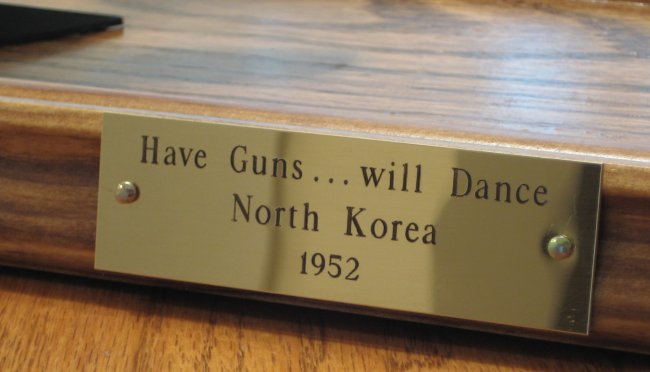 Have Guns...will Dance
North Korea
1952